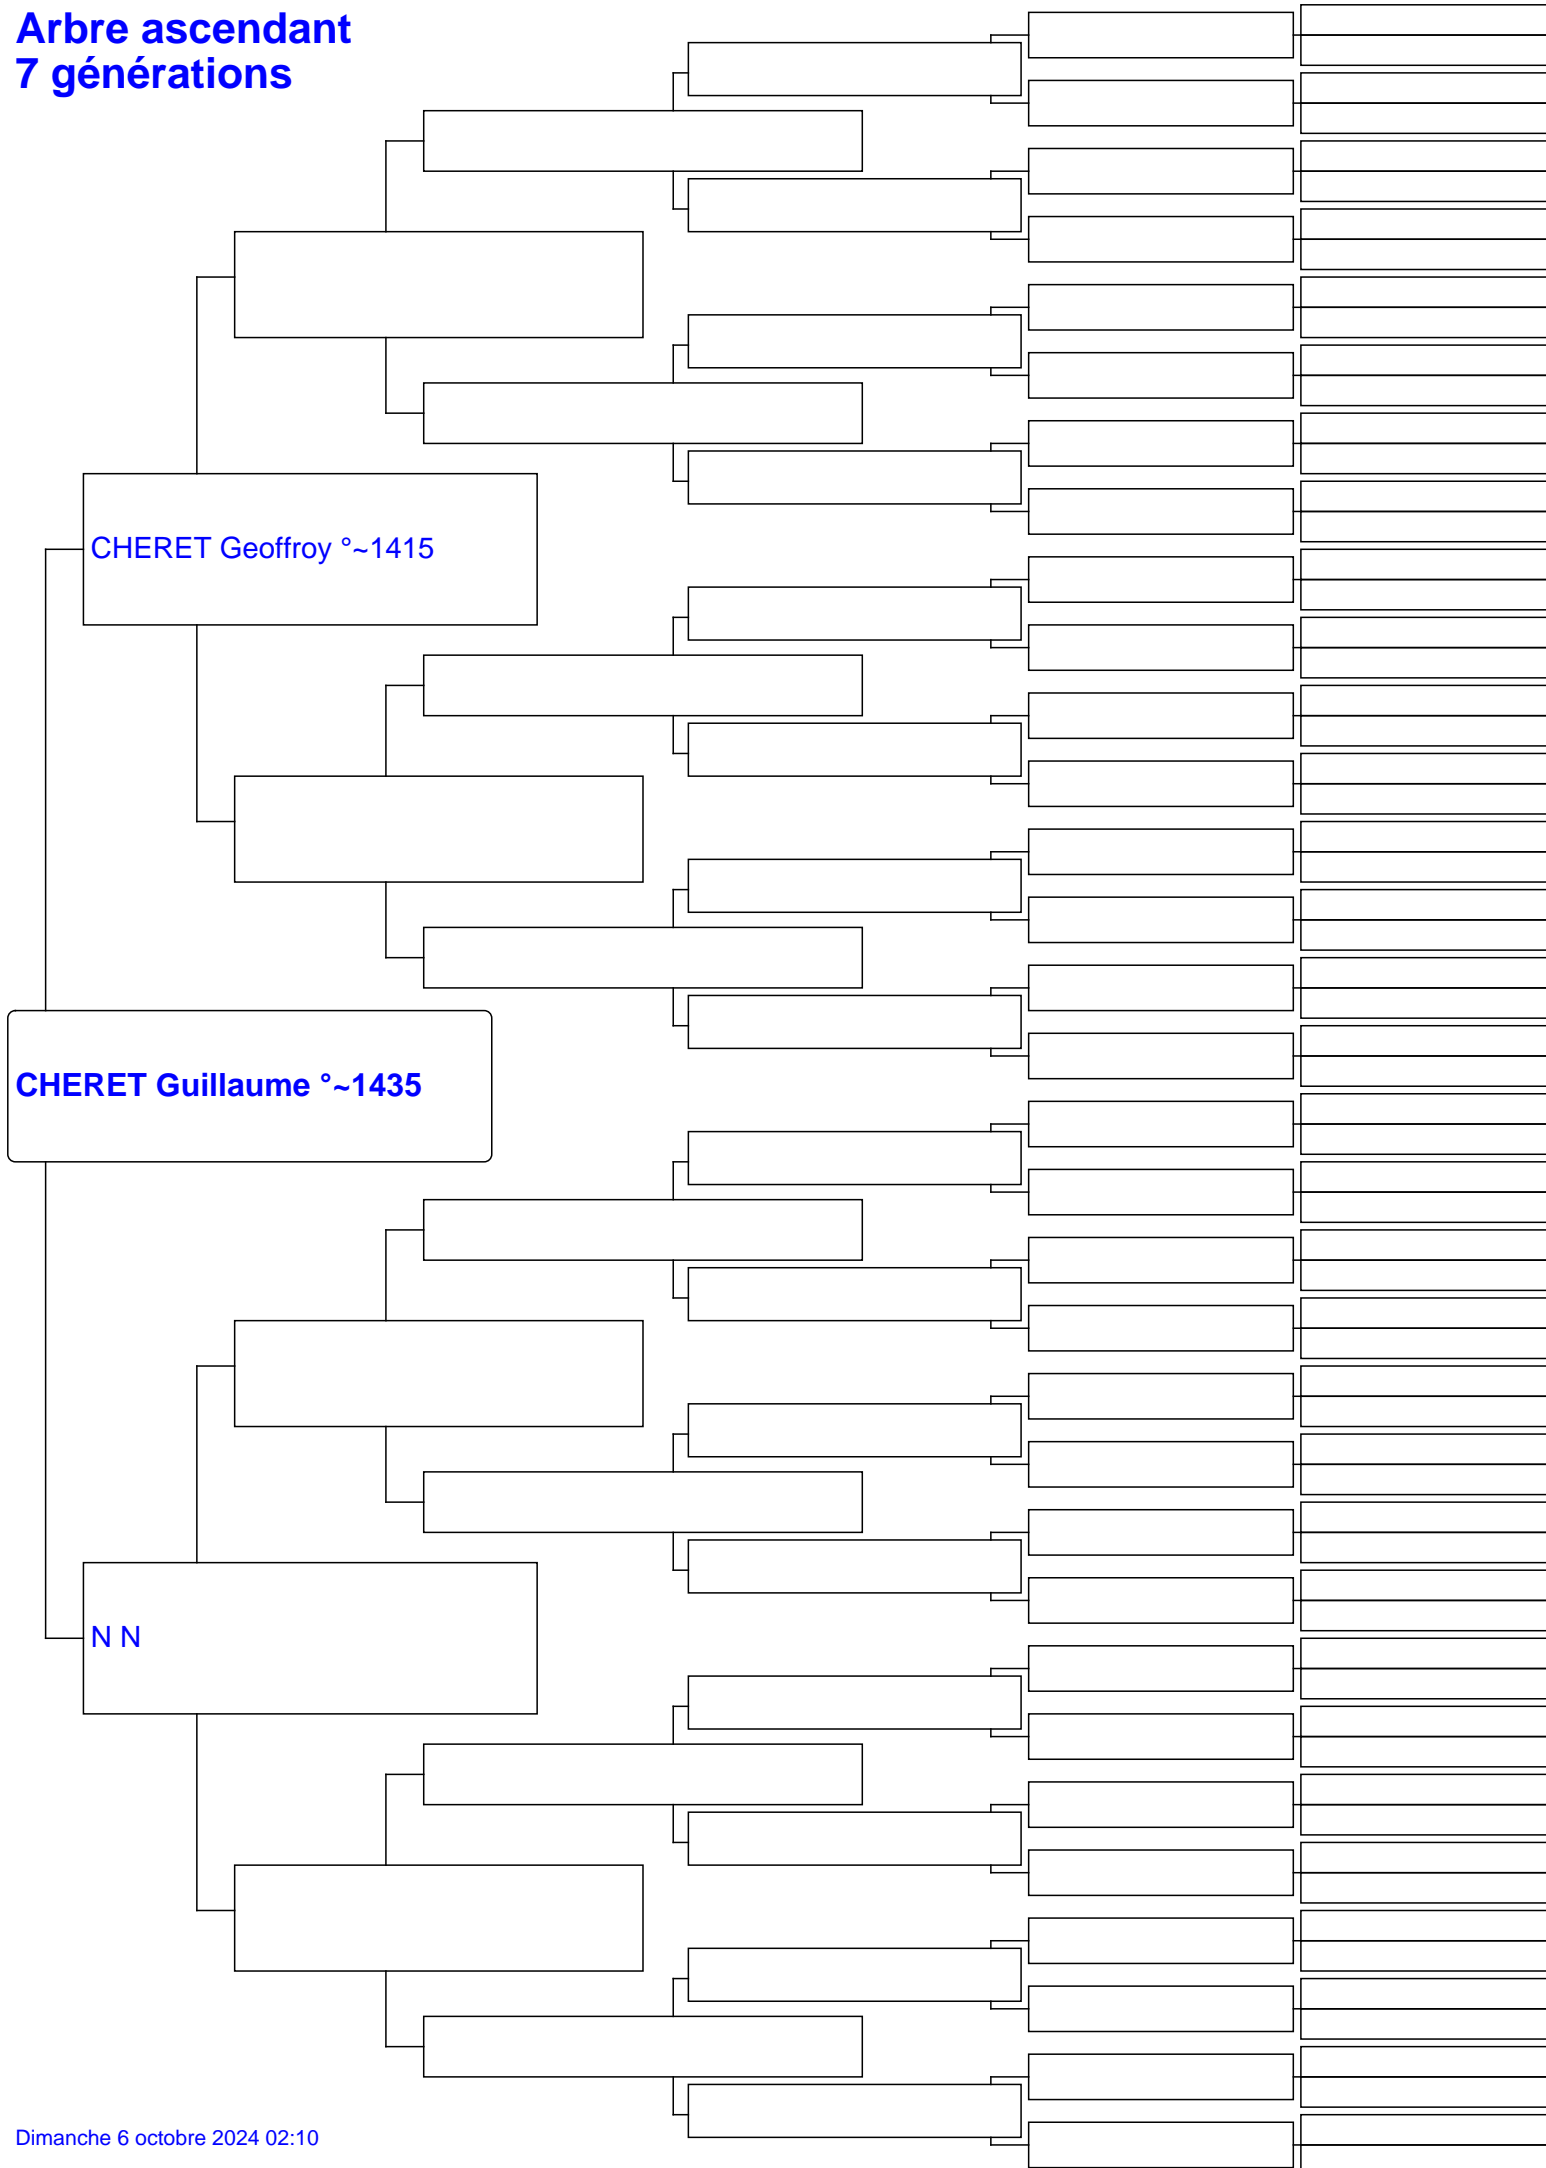 Arbre ascendant
7 générations
CHERET Geoffroy °~1415
CHERET Guillaume °~1435
N N
Dimanche 6 octobre 2024 02:10